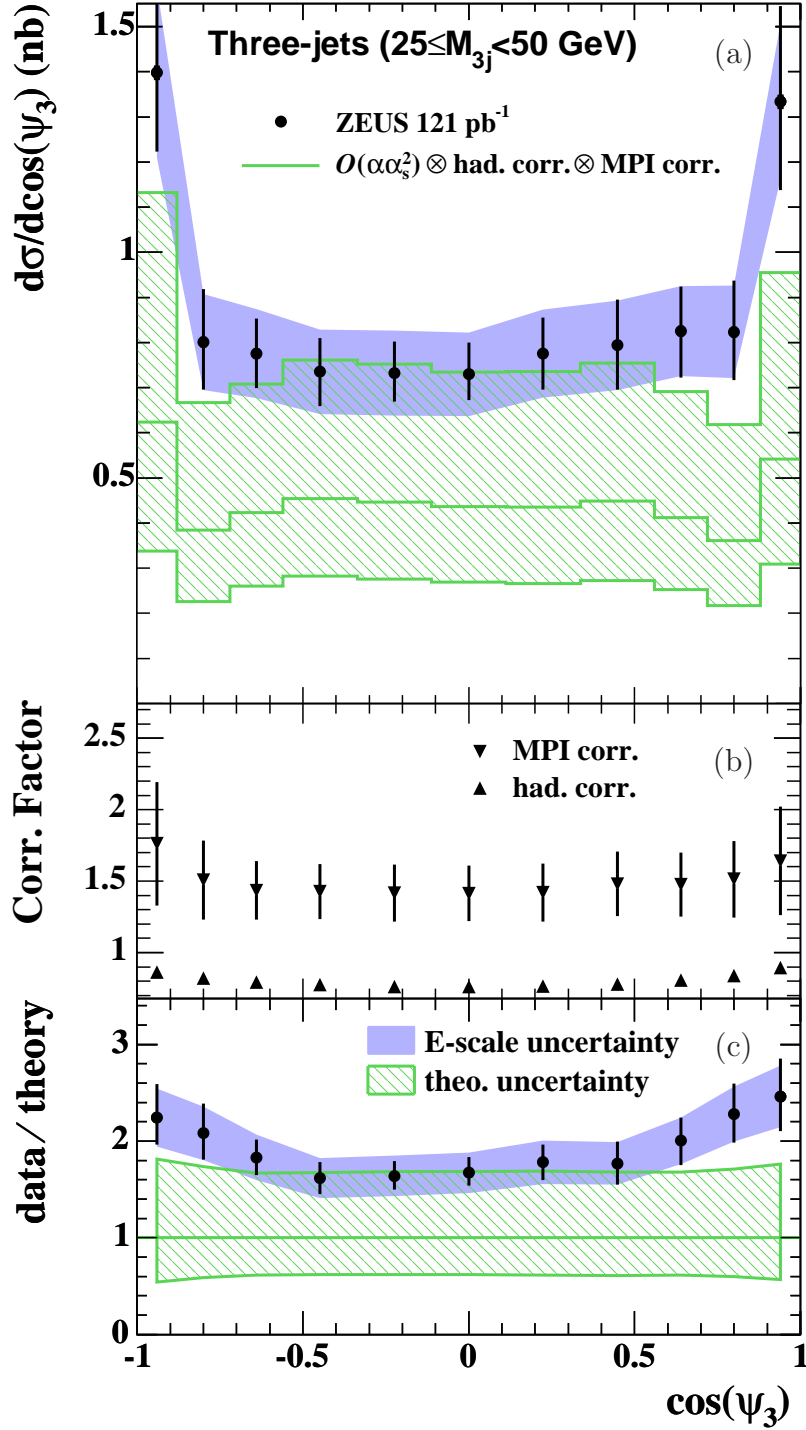 dσ/dcos(ψ₃) (nb)
Three-jets (25≤M₃ⱼ<50 GeV)
(a)
ZEUS 121 pb⁻¹
O(αα²ₛ) ⊗ had. corr. ⊗ MPI corr.
1.5
1
0.5
Corr. Factor
MPI corr.
had. corr.
(b)
2.5
2
1.5
1
data / theory
E-scale uncertainty
theo. uncertainty
(c)
3
2
1
0
-1 -0.5 0 0.5 1
cos(ψ₃)